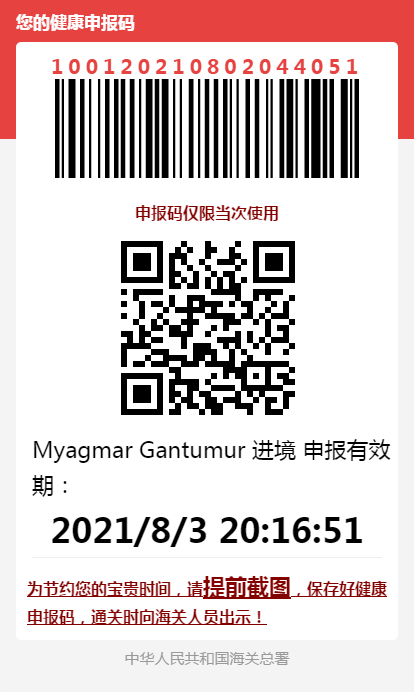 您的健康申报码
100120210802044051
申报码仅限当次使用
Myagmar Gantumur 进境 申报有效
期：
2021/8/3 20:16:51
为节约您的宝贵时间，请提前截图，保存好健康
申报码，通关时向海关人员出示！
中华人民共和国海关总署